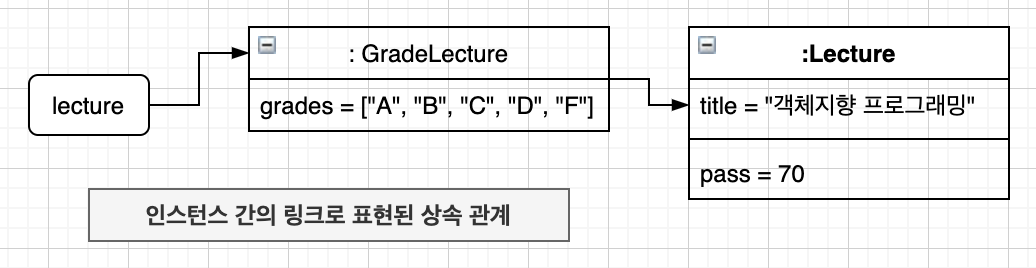 lecture
: GradeLecture
grades = ["A", "B", "C", "D", "F"]
:Lecture
title = "객체지향 프로그래밍"
pass = 70
인스턴스 간의 링크로 표현된 상속 관계